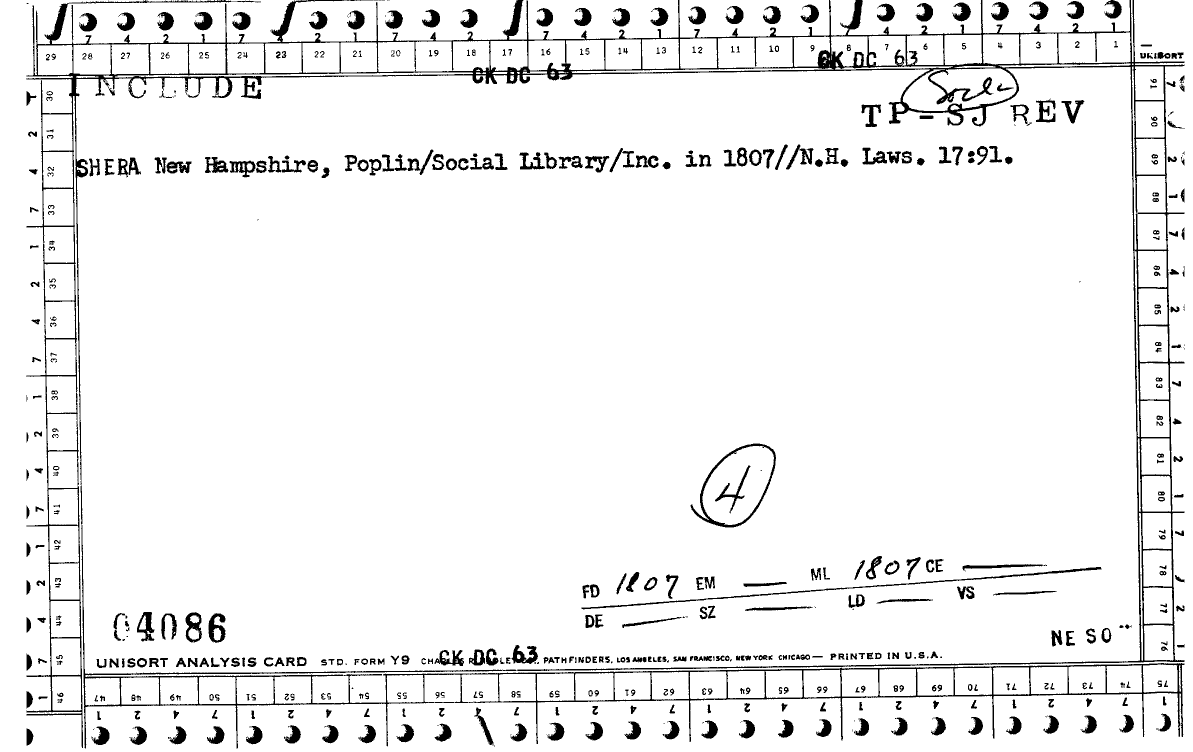 7 4 2 1 7 2 1 7 4 2 7 4 2 1 7 4 2 1 7 4 2 1 7 4 2 1
29 28 27 26 25 24 23 22 21 20 19 18 17 16 15 14 13 12 11 10 9 8 7 6 5 4 3 2 1
UNISORT
CK DC 63
CK DC 63
INCLUDE
TP-SJ REV
SHERA New Hampshire, Poplin/Social Library/Inc. in 1807//N.H. Laws. 17:91.
30 31 32 33 34 35 36 37 38 39 40 41 42 43 44 45 46
91 90 89 88 87 86 85 84 83 82 81 80 79 78 77 76
4
FD 1807 EM ML 1807 CE
DE SZ LD VS
04086
NE SO
CK DC 63
UNISORT ANALYSIS CARD STD. FORM Y9 PATHFINDERS, LOS ANGELES, SAN FRANCISCO, NEW YORK CHICAGO— PRINTED IN U.S.A.
47 48 49 50 51 52 53 54 55 56 57 58 59 60 61 62 63 64 65 66 67 68 69 70 71 72 73 74 75
1 2 4 7 1 2 4 7 1 2 4 7 1 2 4 7 1 2 4 7 1 2 4 7 1 2 4 7 1